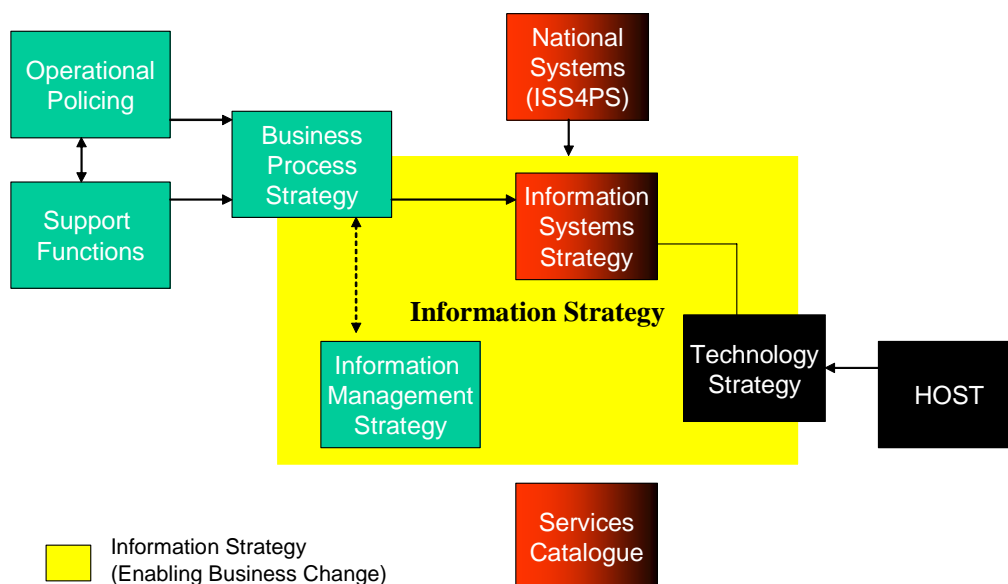 Operational
Policing
Support
Functions
Business
Process
Strategy
National
Systems
(ISS4PS)
Information
Systems
Strategy
Information Strategy
Information
Management
Strategy
Technology
Strategy
HOST
Services
Catalogue
Information Strategy
(Enabling Business Change)